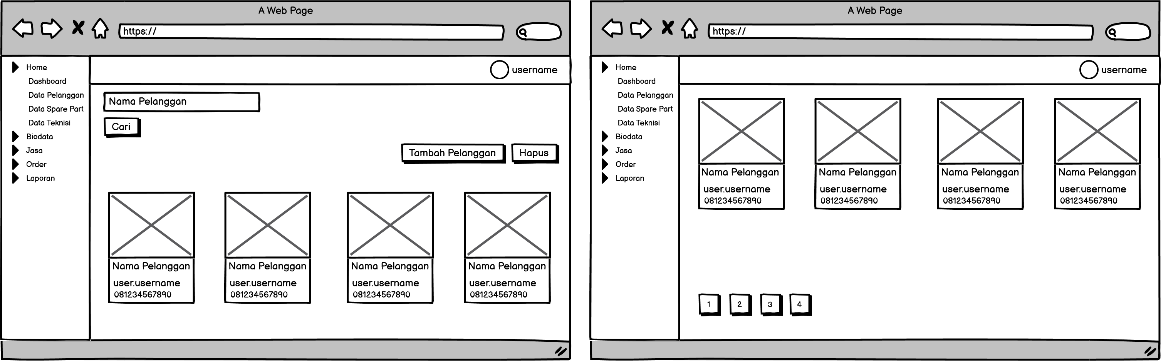 A Web Page
https://
username
Home
Dashboard
Data Pelanggan
Data Spare Part
Data Teknisi
Biodata
Jasa
Order
Laporan
Nama Pelanggan
Cari
Tambah Pelanggan Hapus
Nama Pelanggan Nama Pelanggan Nama Pelanggan Nama Pelanggan
user.username user.username user.username user.username
081234567890 081234567890 081234567890 081234567890
A Web Page
https://
username
Home
Dashboard
Data Pelanggan
Data Spare Part
Data Teknisi
Biodata
Jasa
Order
Laporan
Nama Pelanggan Nama Pelanggan Nama Pelanggan Nama Pelanggan
user.username user.username user.username user.username
081234567890 081234567890 081234567890 081234567890
1 2 3 4